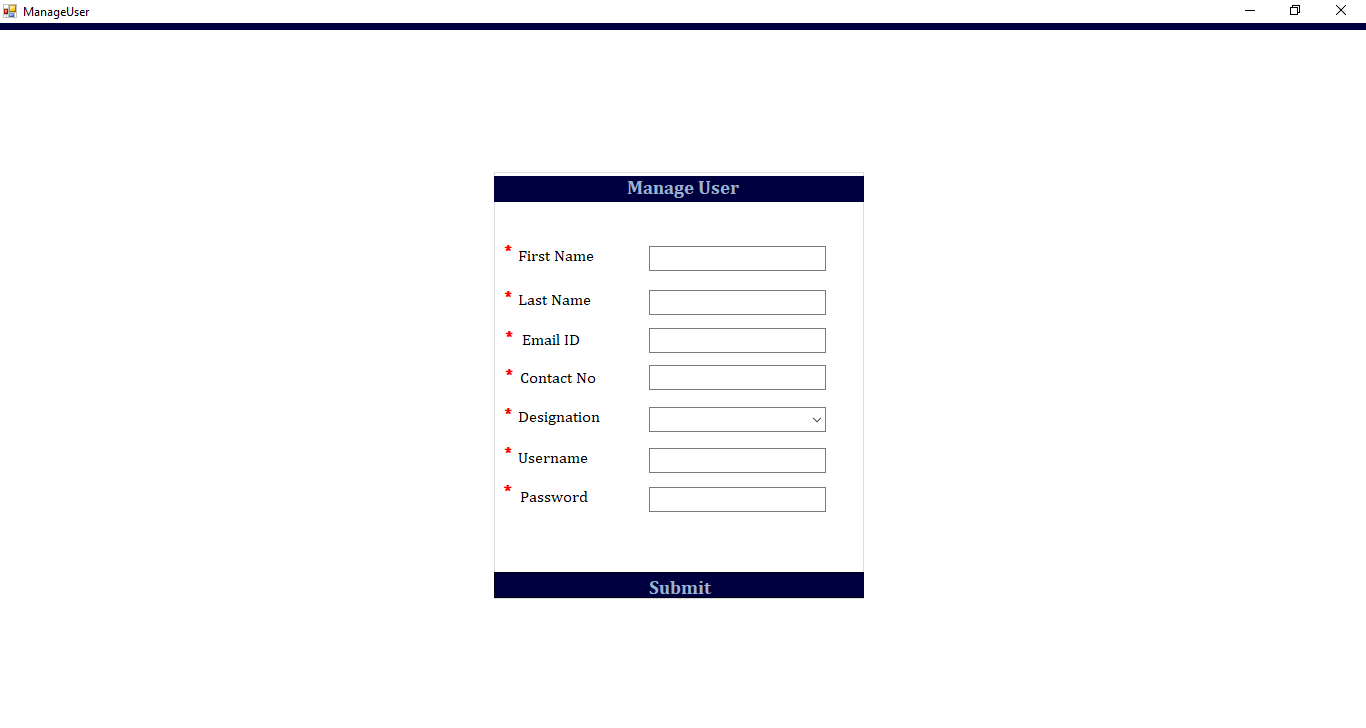 ManageUser
Manage User
* First Name
* Last Name
* Email ID
* Contact No
* Designation
* Username
* Password
Submit